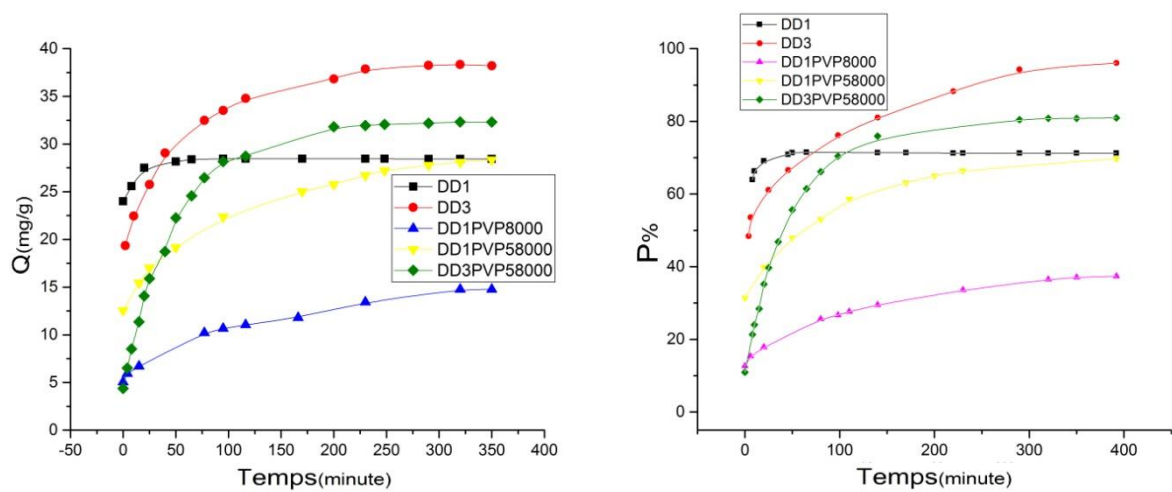 40
35
30
25
20
15
10
5
0
Q(mg/g)
-50 0 50 100 150 200 250 300 350 400
Temps(minute)
DD1
DD3
DD1PVP8000
DD1PVP58000
DD3PVP58000
100
80
60
40
20
0
P%
0 100 200 300 400
Temps(minute)
DD1
DD3
DD1PVP8000
DD1PVP58000
DD3PVP58000